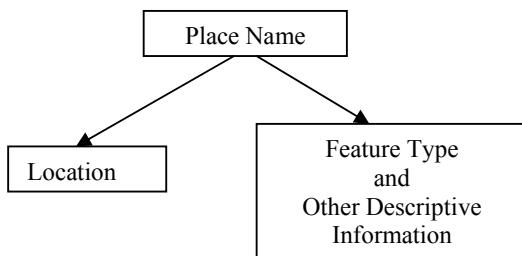 Place Name
Location
Feature Type
and
Other Descriptive
Information